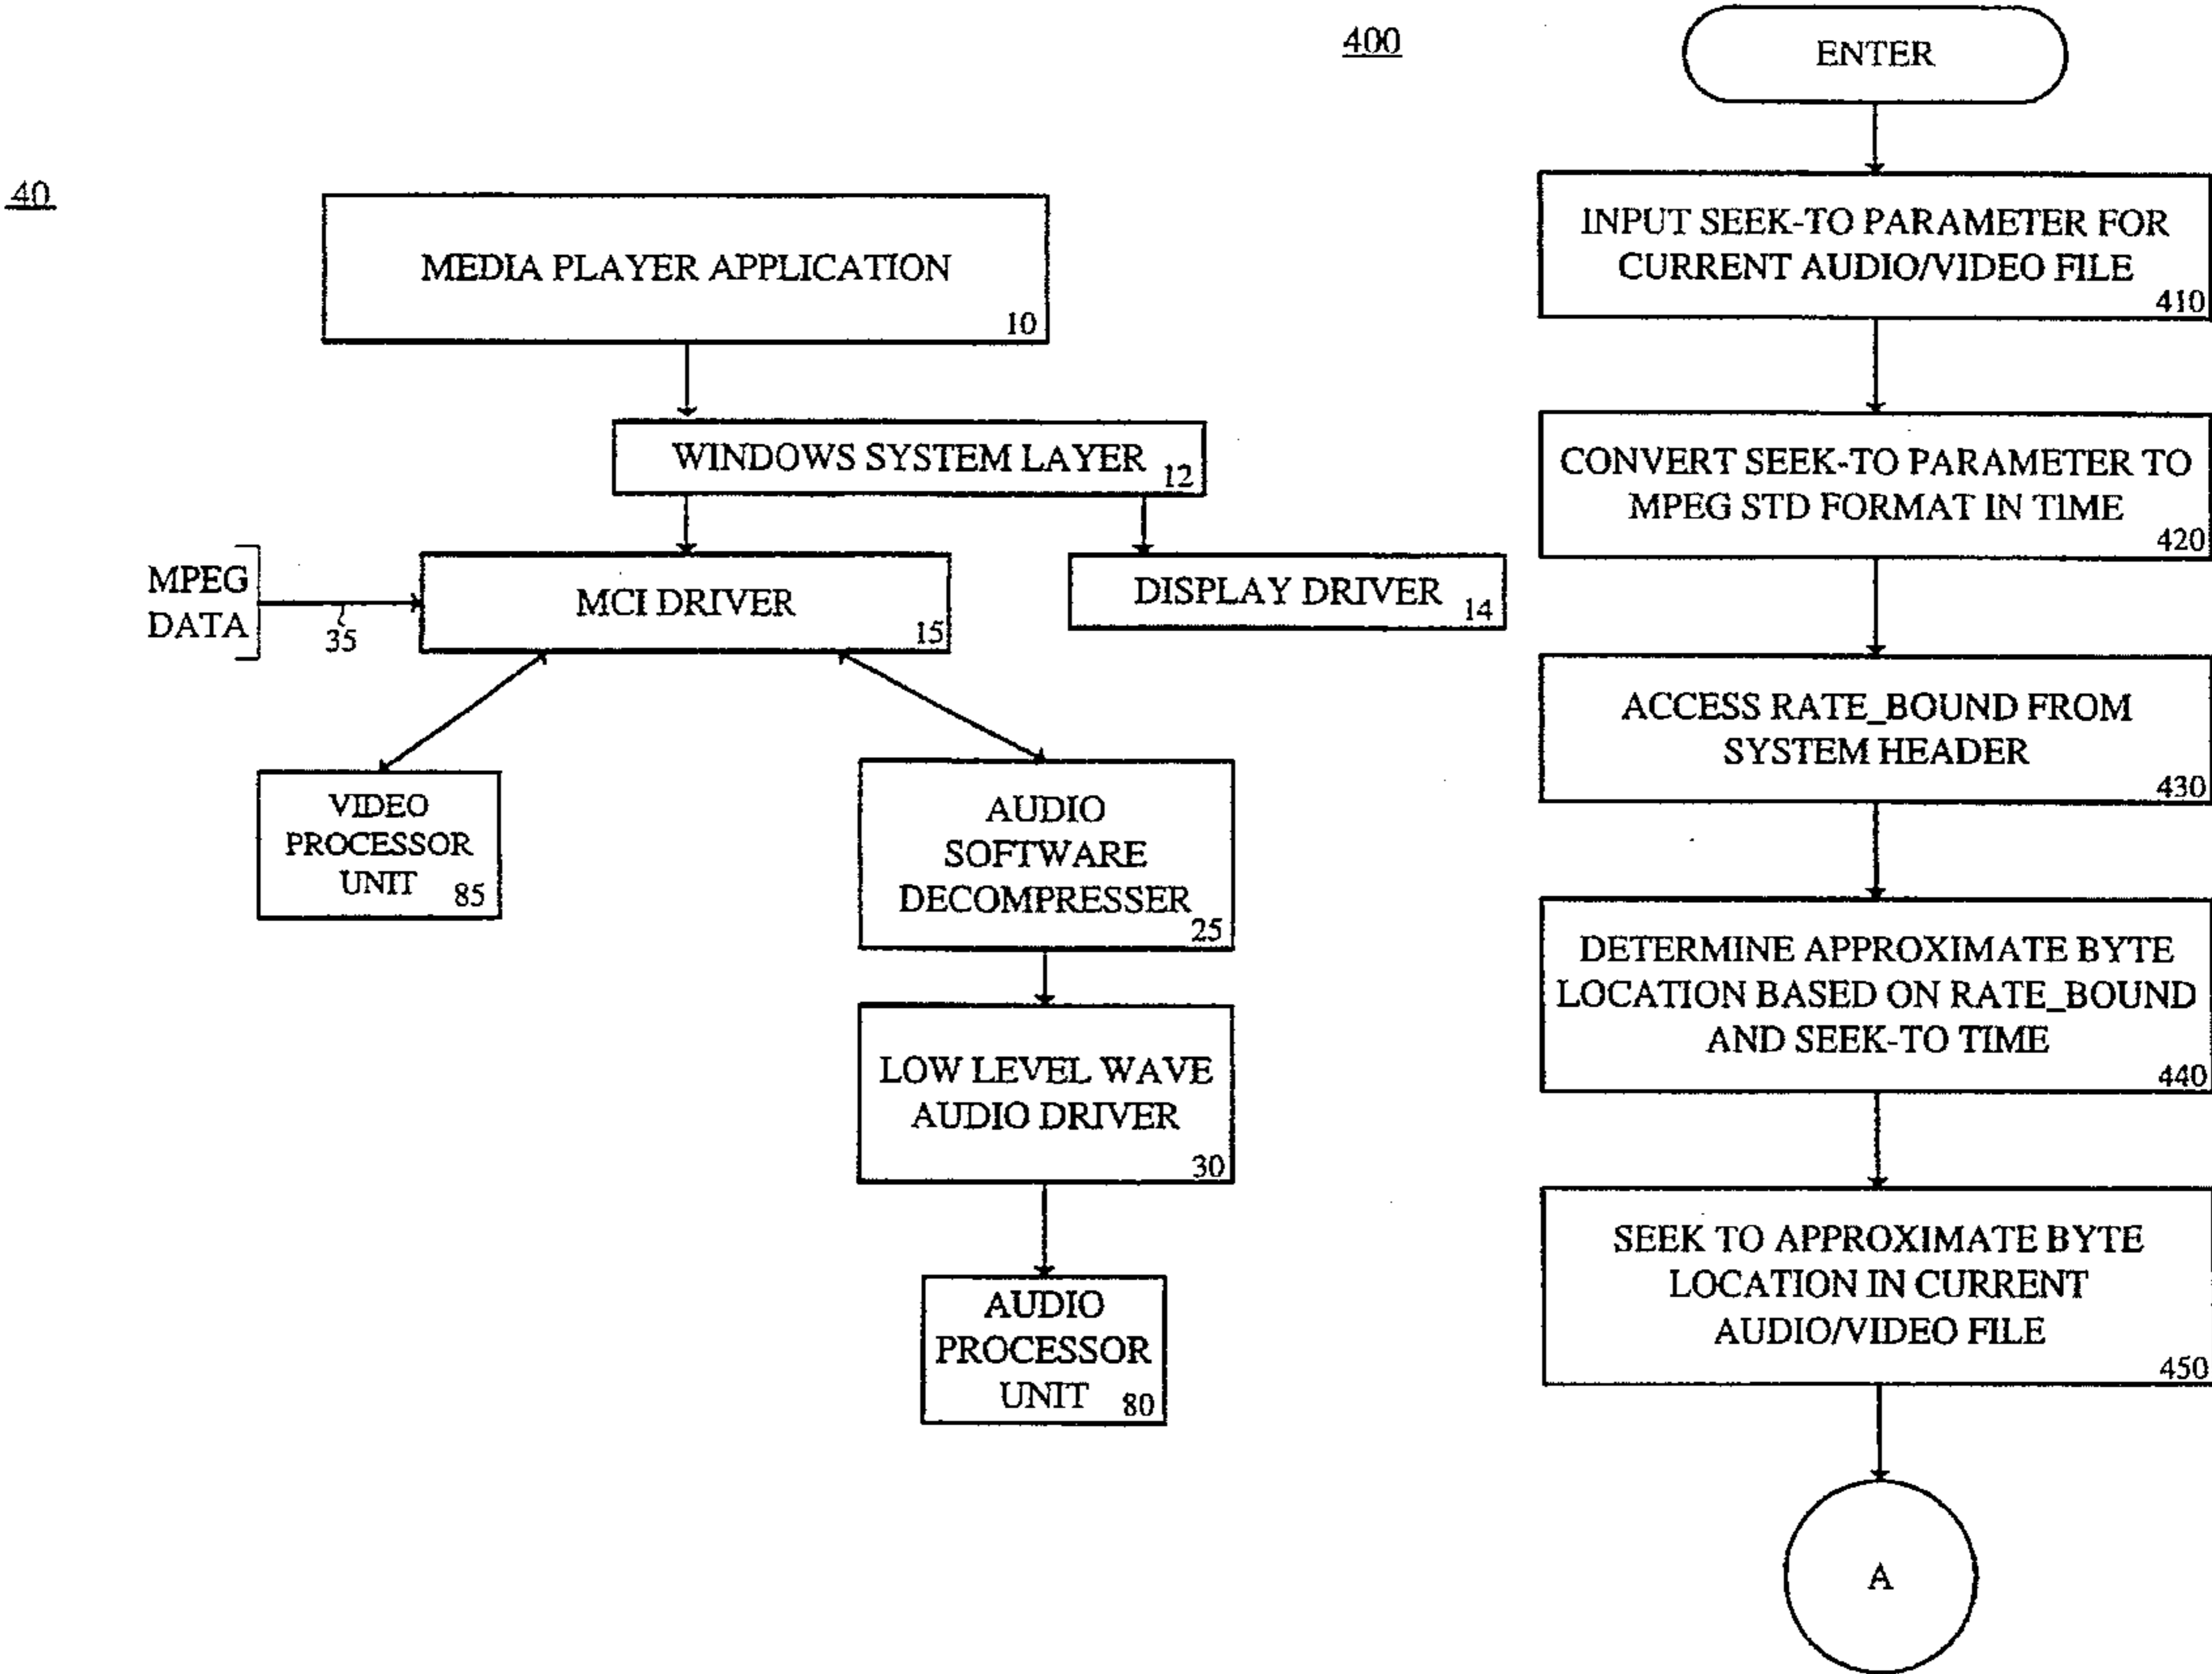 40
MEDIA PLAYER APPLICATION
10
WINDOWS SYSTEM LAYER
12
MPEG
DATA
35
MCI DRIVER
15
DISPLAY DRIVER
14
VIDEO
PROCESSOR
UNIT
85
AUDIO
SOFTWARE
DECOMPRESSER
25
LOW LEVEL WAVE
AUDIO DRIVER
30
AUDIO
PROCESSOR
UNIT
80
400
ENTER
INPUT SEEK-TO PARAMETER FOR
CURRENT AUDIO/VIDEO FILE
410
CONVERT SEEK-TO PARAMETER TO
MPEG STD FORMAT IN TIME
420
ACCESS RATE_BOUND FROM
SYSTEM HEADER
430
DETERMINE APPROXIMATE BYTE
LOCATION BASED ON RATE_BOUND
AND SEEK-TO TIME
440
SEEK TO APPROXIMATE BYTE
LOCATION IN CURRENT
AUDIO/VIDEO FILE
450
A